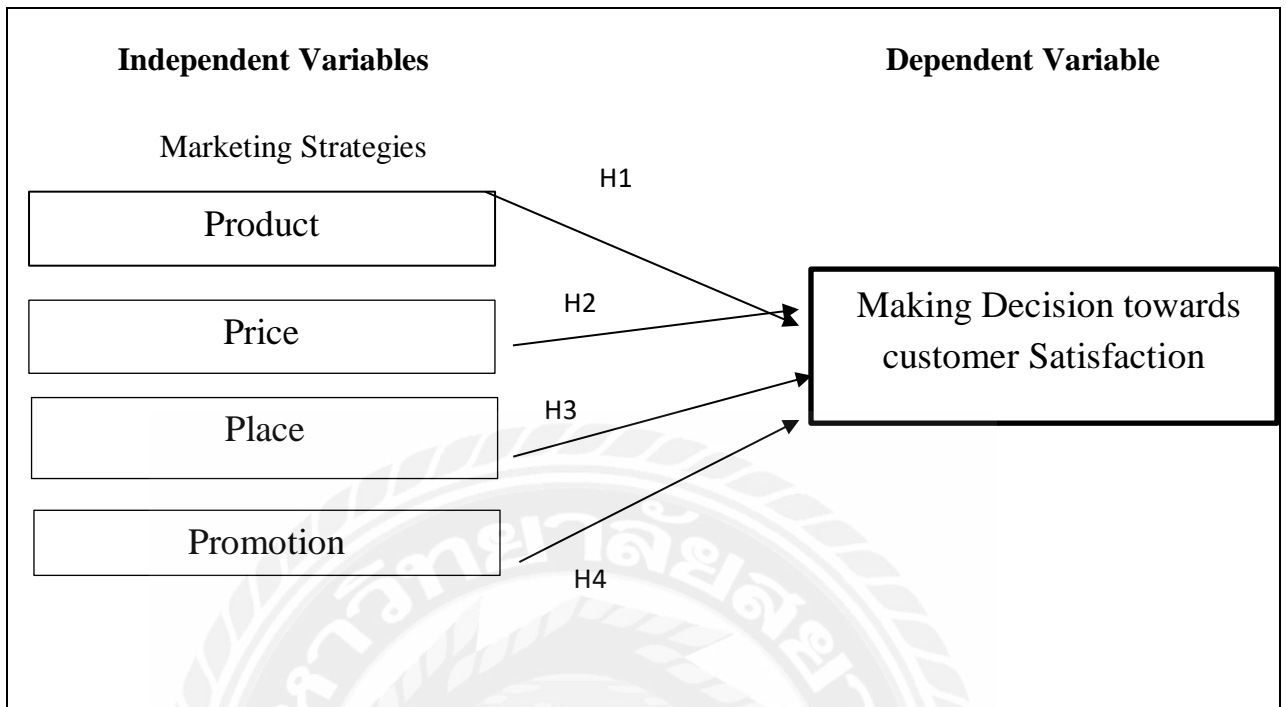 Independent Variables
Dependent Variable
Marketing Strategies
H1
Product
H2
Price
H3
Place
Promotion
H4
Making Decision towards
customer Satisfaction